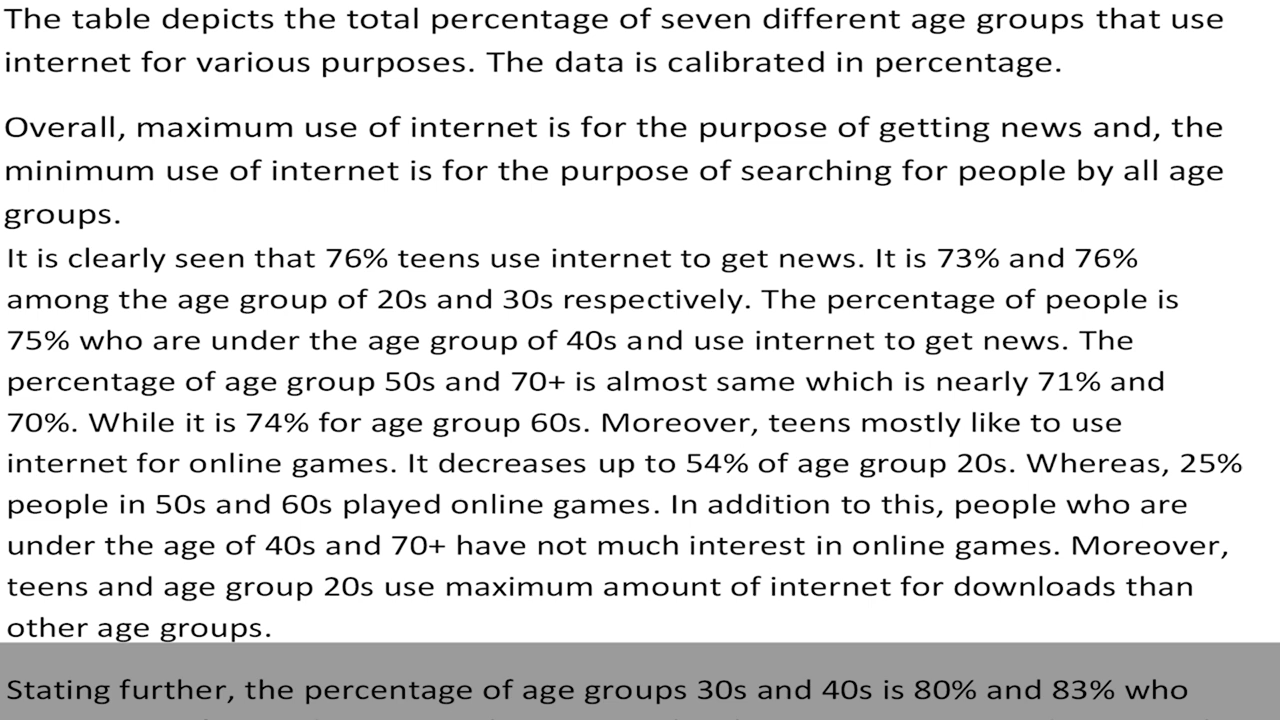 The table depicts the total percentage of seven different age groups that use
internet for various purposes. The data is calibrated in percentage.
Overall, maximum use of internet is for the purpose of getting news and, the
minimum use of internet is for the purpose of searching for people by all age
groups.
It is clearly seen that 76% teens use internet to get news. It is 73% and 76%
among the age group of 20s and 30s respectively. The percentage of people is
75% who are under the age group of 40s and use internet to get news. The
percentage of age group 50s and 70+ is almost same which is nearly 71% and
70%. While it is 74% for age group 60s. Moreover, teens mostly like to use
internet for online games. It decreases up to 54% of age group 20s. Whereas, 25%
people in 50s and 60s played online games. In addition to this, people who are
under the age of 40s and 70+ have not much interest in online games. Moreover,
teens and age group 20s use maximum amount of internet for downloads than
other age groups.
Stating further, the percentage of age groups 30s and 40s is 80% and 83% who